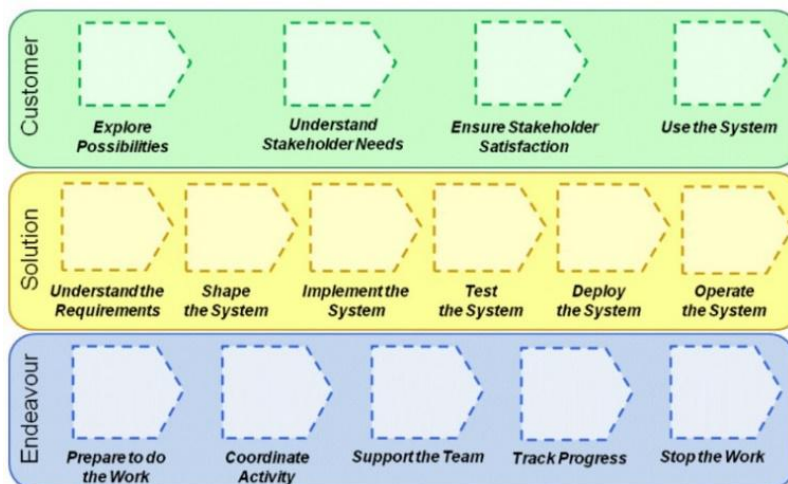 Customer
Explore
Possibilities
Understand
Stakeholder Needs
Ensure Stakeholder
Satisfaction
Use the System
Solution
Understand the
Requirements
Shape
the System
Implement the
System
Test
the System
Deploy
the System
Operate
the System
Endeavour
Prepare to do
the Work
Coordinate
Activity
Support the Team
Track Progress
Stop the Work